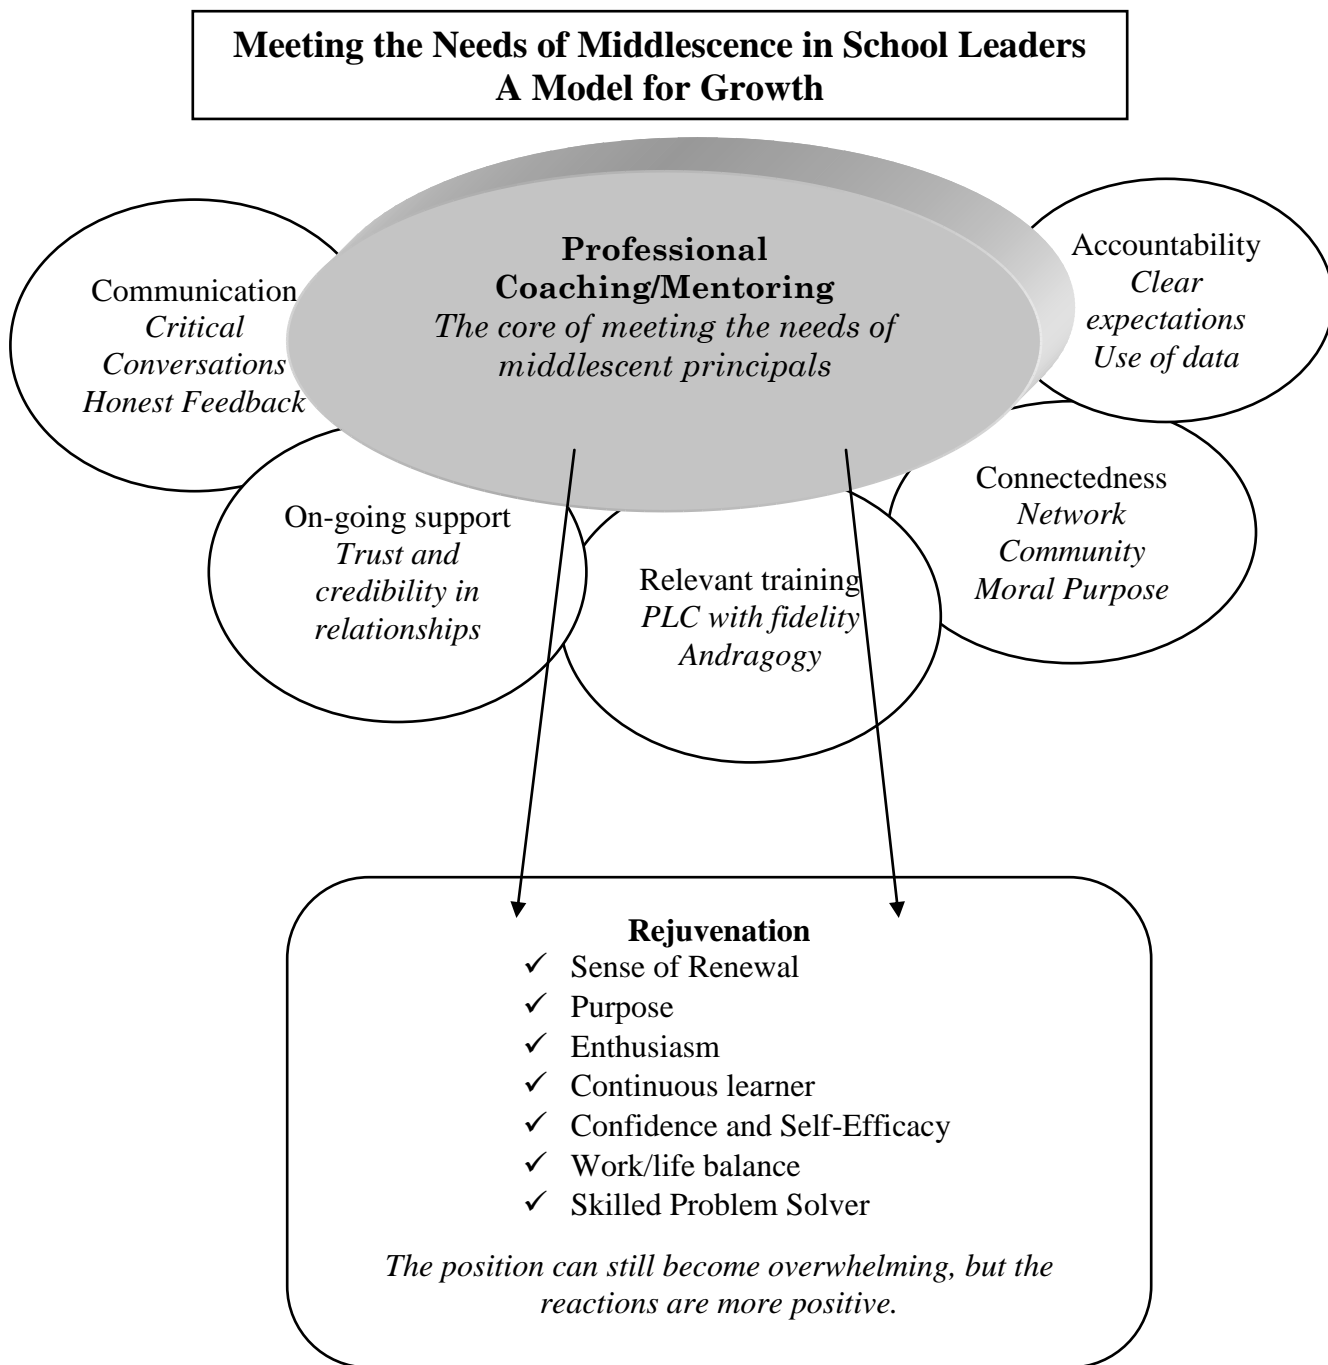 Meeting the Needs of Middlescence in School Leaders
A Model for Growth
Professional
Coaching/Mentoring
The core of meeting the needs of
middlescent principals
Communication
Critical
Conversations
Honest Feedback
On-going support
Trust and
credibility in
relationships
Relevant training
PLC with fidelity
Andragogy
Connectedness
Network
Community
Moral Purpose
Accountability
Clear
expectations
Use of data
Rejuvenation
✓ Sense of Renewal
✓ Purpose
✓ Enthusiasm
✓ Continuous learner
✓ Confidence and Self-Efficacy
✓ Work/life balance
✓ Skilled Problem Solver
The position can still become overwhelming, but the
reactions are more positive.